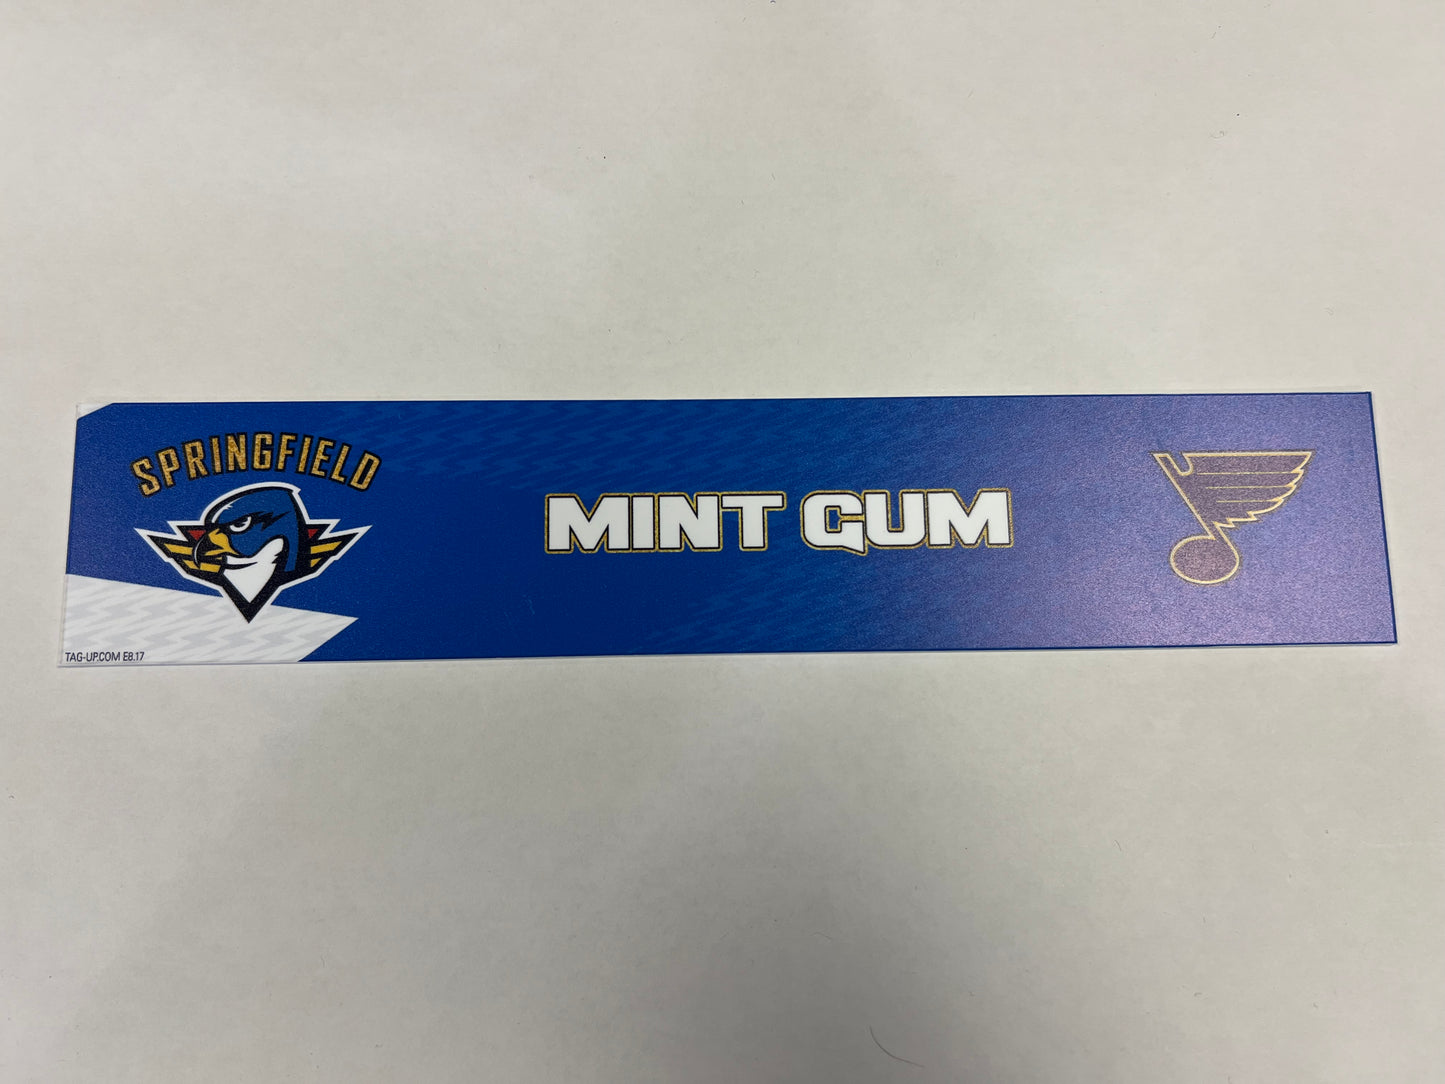 SPRINGFIELD
MINT GUM
TAG-UP.COM E8.17